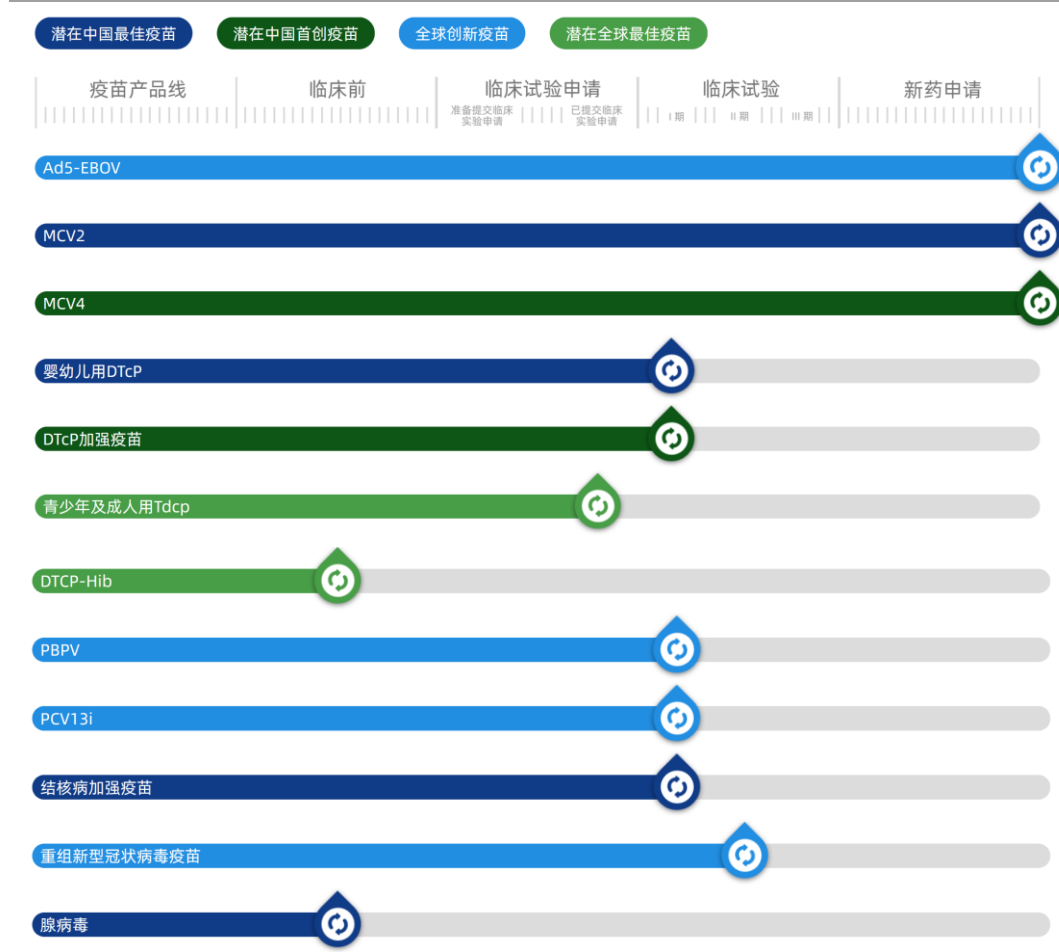 潜在中国最佳疫苗 潜在中国首创疫苗 全球创新疫苗 潜在全球最佳疫苗
疫苗产品线 临床前 临床试验申请 临床试验 新药申请
准备提交临床 已提交临床 I 期 II 期 III 期
实验申请 实验申请
Ad5-EBOV
MCV2
MCV4
婴幼儿用DTcP
DTcP加强疫苗
青少年及成人用Tdcp
DTCP-Hib
PBPV
PCV13i
结核病加强疫苗
重组新型冠状病毒疫苗
腺病毒